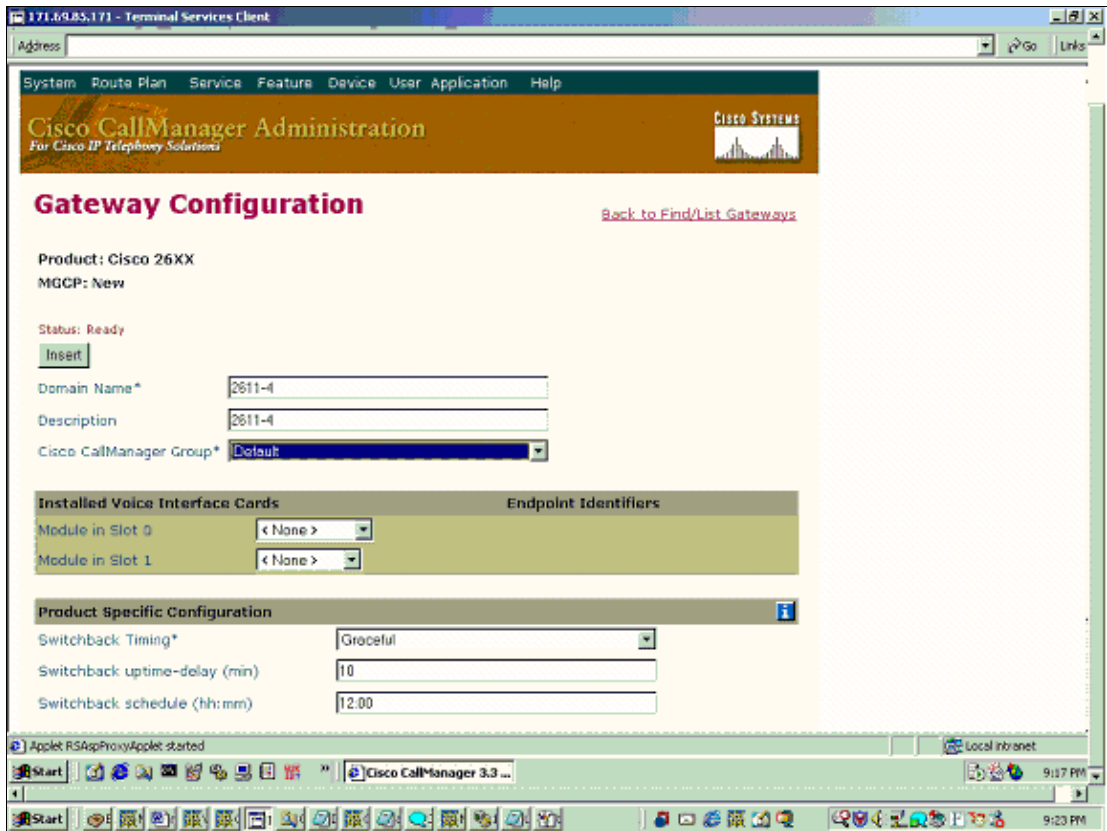 171.69.85.171 - Terminal Services Client
Address
Go
Links
System Route Plan Service Feature Device User Application Help
Cisco CallManager Administration
For Cisco IP Telephony Solutions
CISCO SYSTEMS
Gateway Configuration
Back to Find/List Gateways
Product: Cisco 26XX
MGCP: New
Status: Ready
Insert
Domain Name* 2611-4
Description 2611-4
Cisco CallManager Group* Default
Installed Voice Interface Cards Endpoint Identifiers
Module in Slot 0 < None >
Module in Slot 1 < None >
Product Specific Configuration
Switchback Timing* Graceful
Switchback uptime-delay (min) 10
Switchback schedule (hh:mm) 12:00
Applet RSAspProxyApplet started
Local intranet
Start » Cisco CallManager 3.3 ... 9:17 PM
Start 9:23 PM